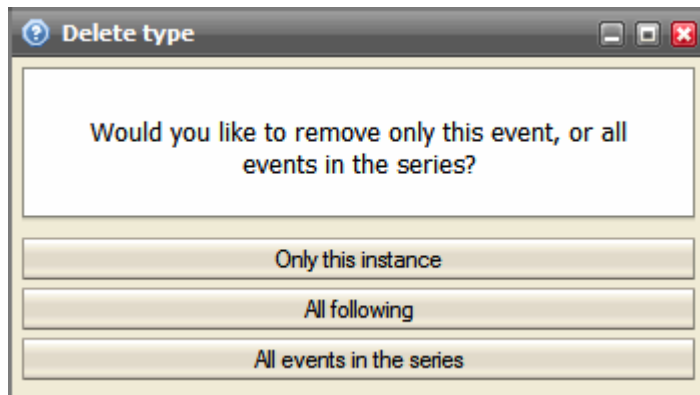 Delete type
Would you like to remove only this event, or all
events in the series?
Only this instance
All following
All events in the series